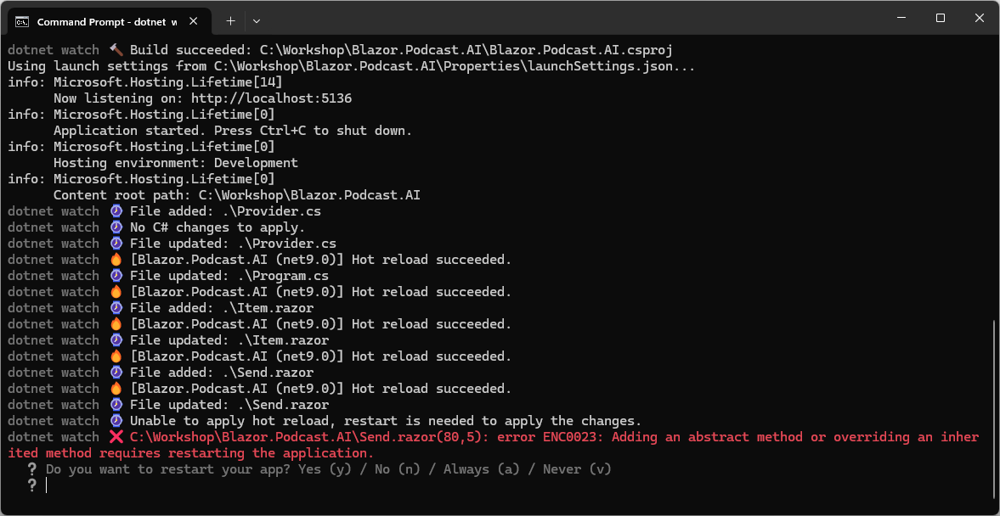 Command Prompt - dotnet w
dotnet watch 🔨 Build succeeded: C:\Workshop\Blazor.Podcast.AI\Blazor.Podcast.AI.csproj
Using launch settings from C:\Workshop\Blazor.Podcast.AI\Properties\launchSettings.json...
info: Microsoft.Hosting.Lifetime[14]
      Now listening on: http://localhost:5136
info: Microsoft.Hosting.Lifetime[0]
      Application started. Press Ctrl+C to shut down.
info: Microsoft.Hosting.Lifetime[0]
      Hosting environment: Development
info: Microsoft.Hosting.Lifetime[0]
      Content root path: C:\Workshop\Blazor.Podcast.AI
dotnet watch ⌚ File added: .\Provider.cs
dotnet watch ⌚ No C# changes to apply.
dotnet watch ⌚ File updated: .\Provider.cs
dotnet watch 🔥 [Blazor.Podcast.AI (net9.0)] Hot reload succeeded.
dotnet watch ⌚ File updated: .\Program.cs
dotnet watch 🔥 [Blazor.Podcast.AI (net9.0)] Hot reload succeeded.
dotnet watch ⌚ File added: .\Item.razor
dotnet watch 🔥 [Blazor.Podcast.AI (net9.0)] Hot reload succeeded.
dotnet watch ⌚ File updated: .\Item.razor
dotnet watch 🔥 [Blazor.Podcast.AI (net9.0)] Hot reload succeeded.
dotnet watch ⌚ File added: .\Send.razor
dotnet watch 🔥 [Blazor.Podcast.AI (net9.0)] Hot reload succeeded.
dotnet watch ⌚ File updated: .\Send.razor
dotnet watch ⌚ Unable to apply hot reload, restart is needed to apply the changes.
dotnet watch ❌ C:\Workshop\Blazor.Podcast.AI\Send.razor(80,5): error ENC0023: Adding an abstract method or overriding an inher
ited method requires restarting the application.
  ❔ Do you want to restart your app? Yes (y) / No (n) / Always (a) / Never (v)
  ❔